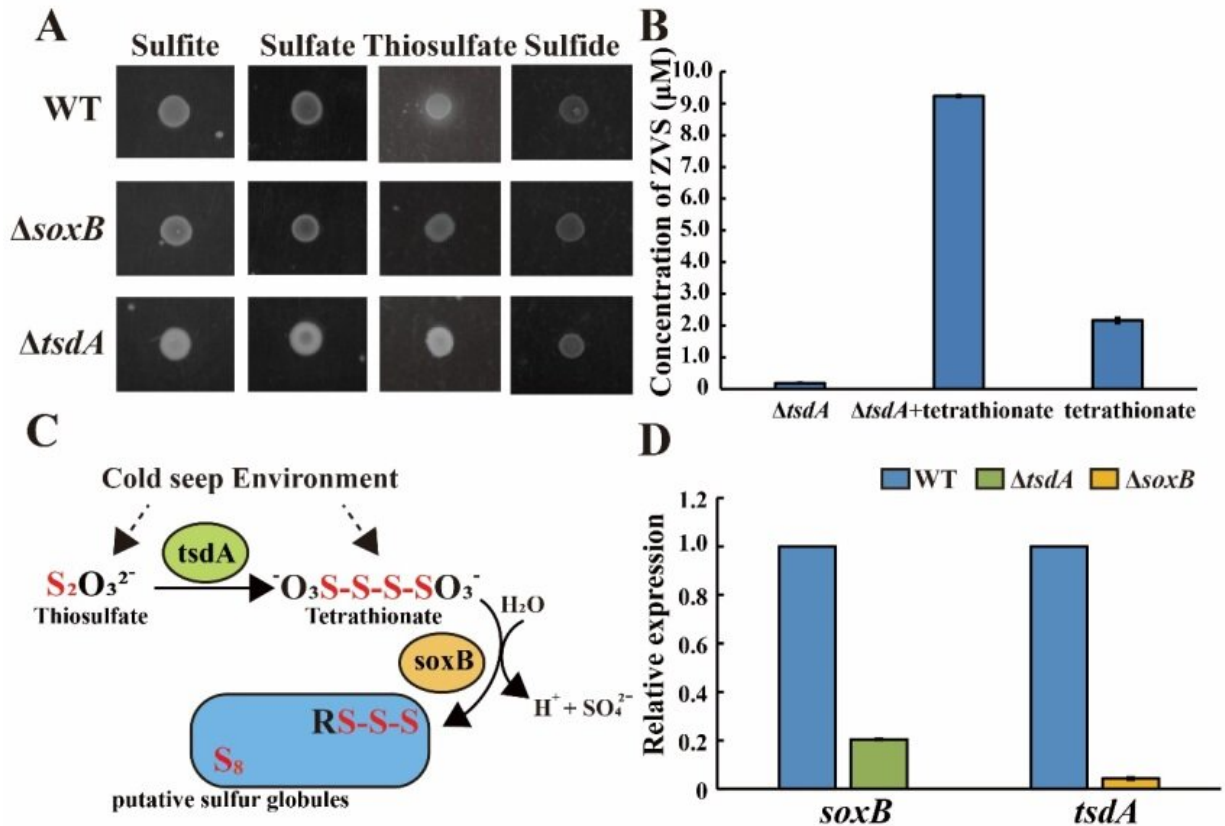 A
Sulfite Sulfate Thiosulfate Sulfide
WT
ΔsoxB
ΔtsdA
B
Concentration of ZVS (μM)
10.0
9.0
8.0
7.0
6.0
5.0
4.0
3.0
2.0
1.0
0
ΔtsdA ΔtsdA+tetrathionate tetrathionate
C
Cold seep Environment
tsdA
S₂O₃²⁻
Thiosulfate
⁻O₃S-S-S-SO₃⁻
Tetrathionate
H₂O
soxB
H⁺ + SO₄²⁻
RS-S-S
S₈
putative sulfur globules
D
WT ΔtsdA ΔsoxB
Relative expression
1.2
1.0
0.8
0.6
0.4
0.2
0
soxB tsdA